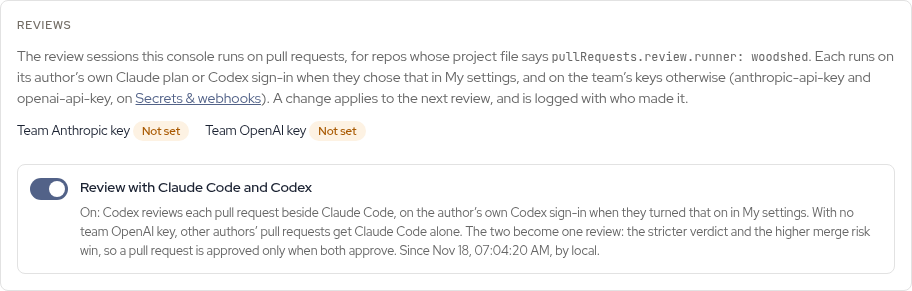 REVIEWS
The review sessions this console runs on pull requests, for repos whose project file says pullRequests.review.runner: woodshed. Each runs on
its author's own Claude plan or Codex sign-in when they chose that in My settings, and on the team's keys otherwise (anthropic-api-key and
openai-api-key, on Secrets & webhooks). A change applies to the next review, and is logged with who made it.
Team Anthropic key Not set Team OpenAI key Not set
Review with Claude Code and Codex
On: Codex reviews each pull request beside Claude Code, on the author's own Codex sign-in when they turned that on in My settings. With no
team OpenAI key, other authors' pull requests get Claude Code alone. The two become one review: the stricter verdict and the higher merge risk
win, so a pull request is approved only when both approve. Since Nov 18, 07:04:20 AM, by local.